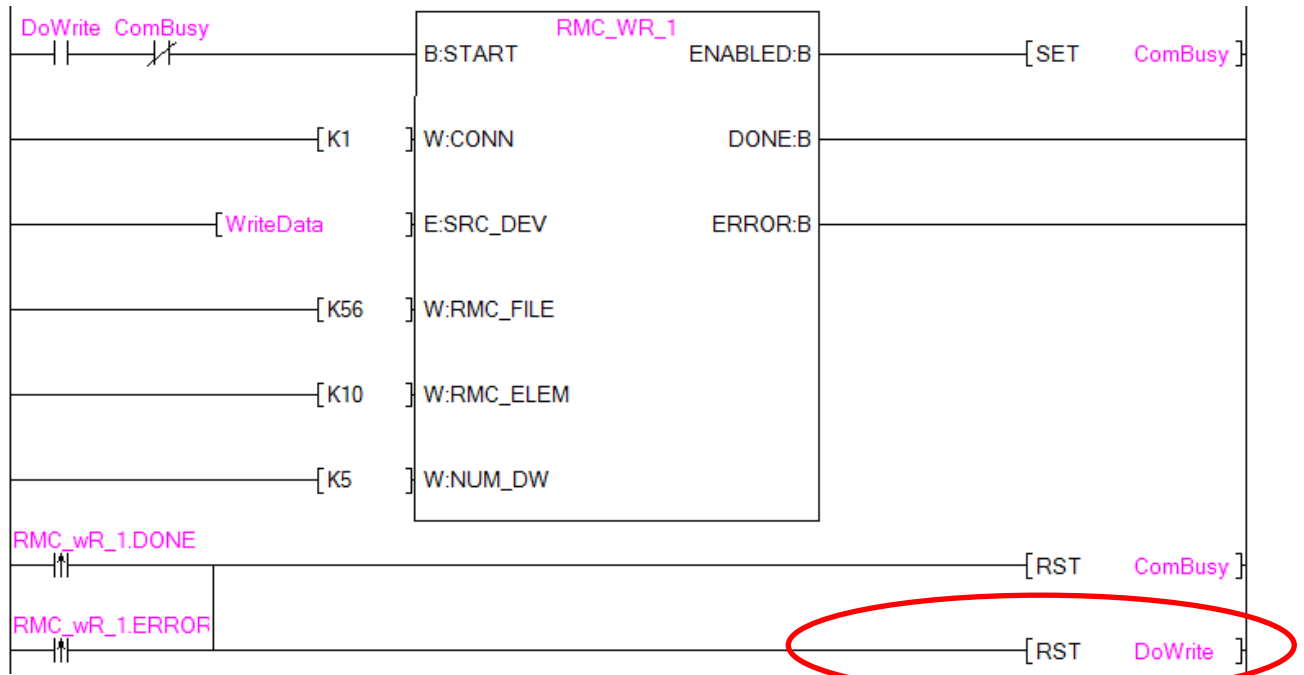 DoWrite ComBusy
RMC_WR_1
B:START ENABLED:B [SET ComBusy ]
[K1 ] W:CONN DONE:B
[WriteData ] E:SRC_DEV ERROR:B
[K56 ] W:RMC_FILE
[K10 ] W:RMC_ELEM
[K5 ] W:NUM_DW
RMC_wR_1.DONE
[RST ComBusy ]
RMC_wR_1.ERROR
[RST DoWrite ]